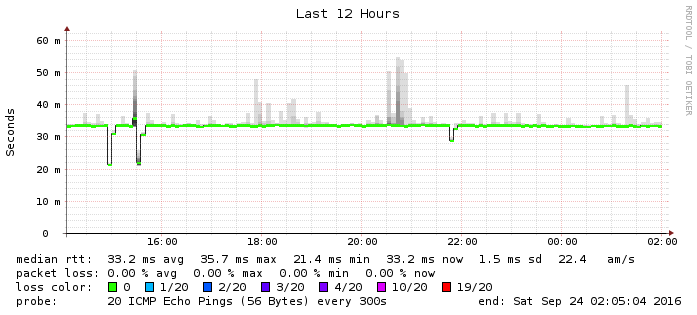 Last 12 Hours
RRDTOOL / TOBI OETIKER
Seconds
60 m
50 m
40 m
30 m
20 m
10 m
0
16:00 18:00 20:00 22:00 00:00 02:00
median rtt: 33.2 ms avg 35.7 ms max 21.4 ms min 33.2 ms now 1.5 ms sd 22.4 am/s
packet loss: 0.00 % avg 0.00 % max 0.00 % min 0.00 % now
loss color: 0 1/20 2/20 3/20 4/20 10/20 19/20
probe: 20 ICMP Echo Pings (56 Bytes) every 300s end: Sat Sep 24 02:05:04 2016